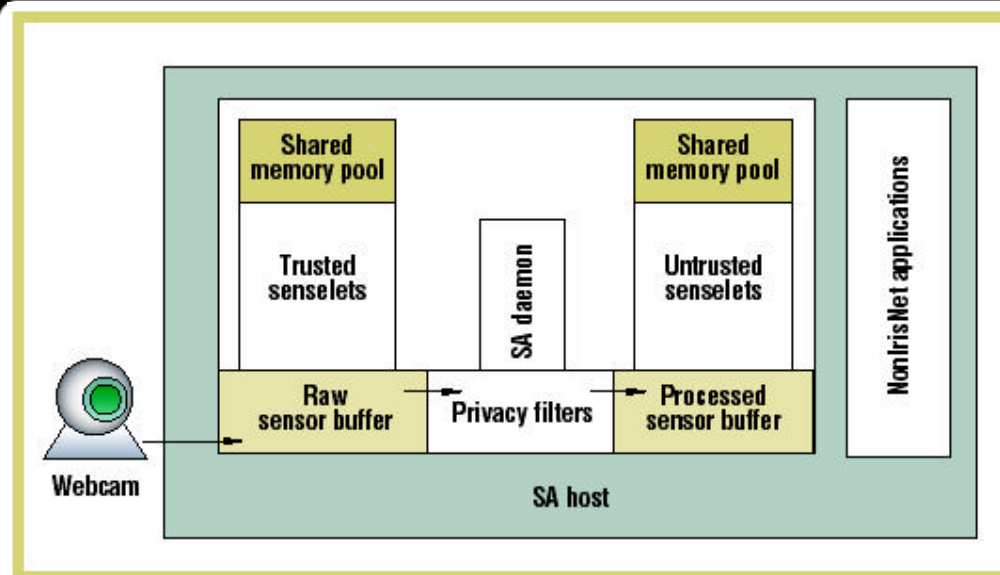 Shared
memory pool
Shared
memory pool
Trusted
senselets
SA daemon
Untrusted
senselets
NonIrisNet applications
Raw
sensor buffer
Privacy filters
Processed
sensor buffer
Webcam
SA host